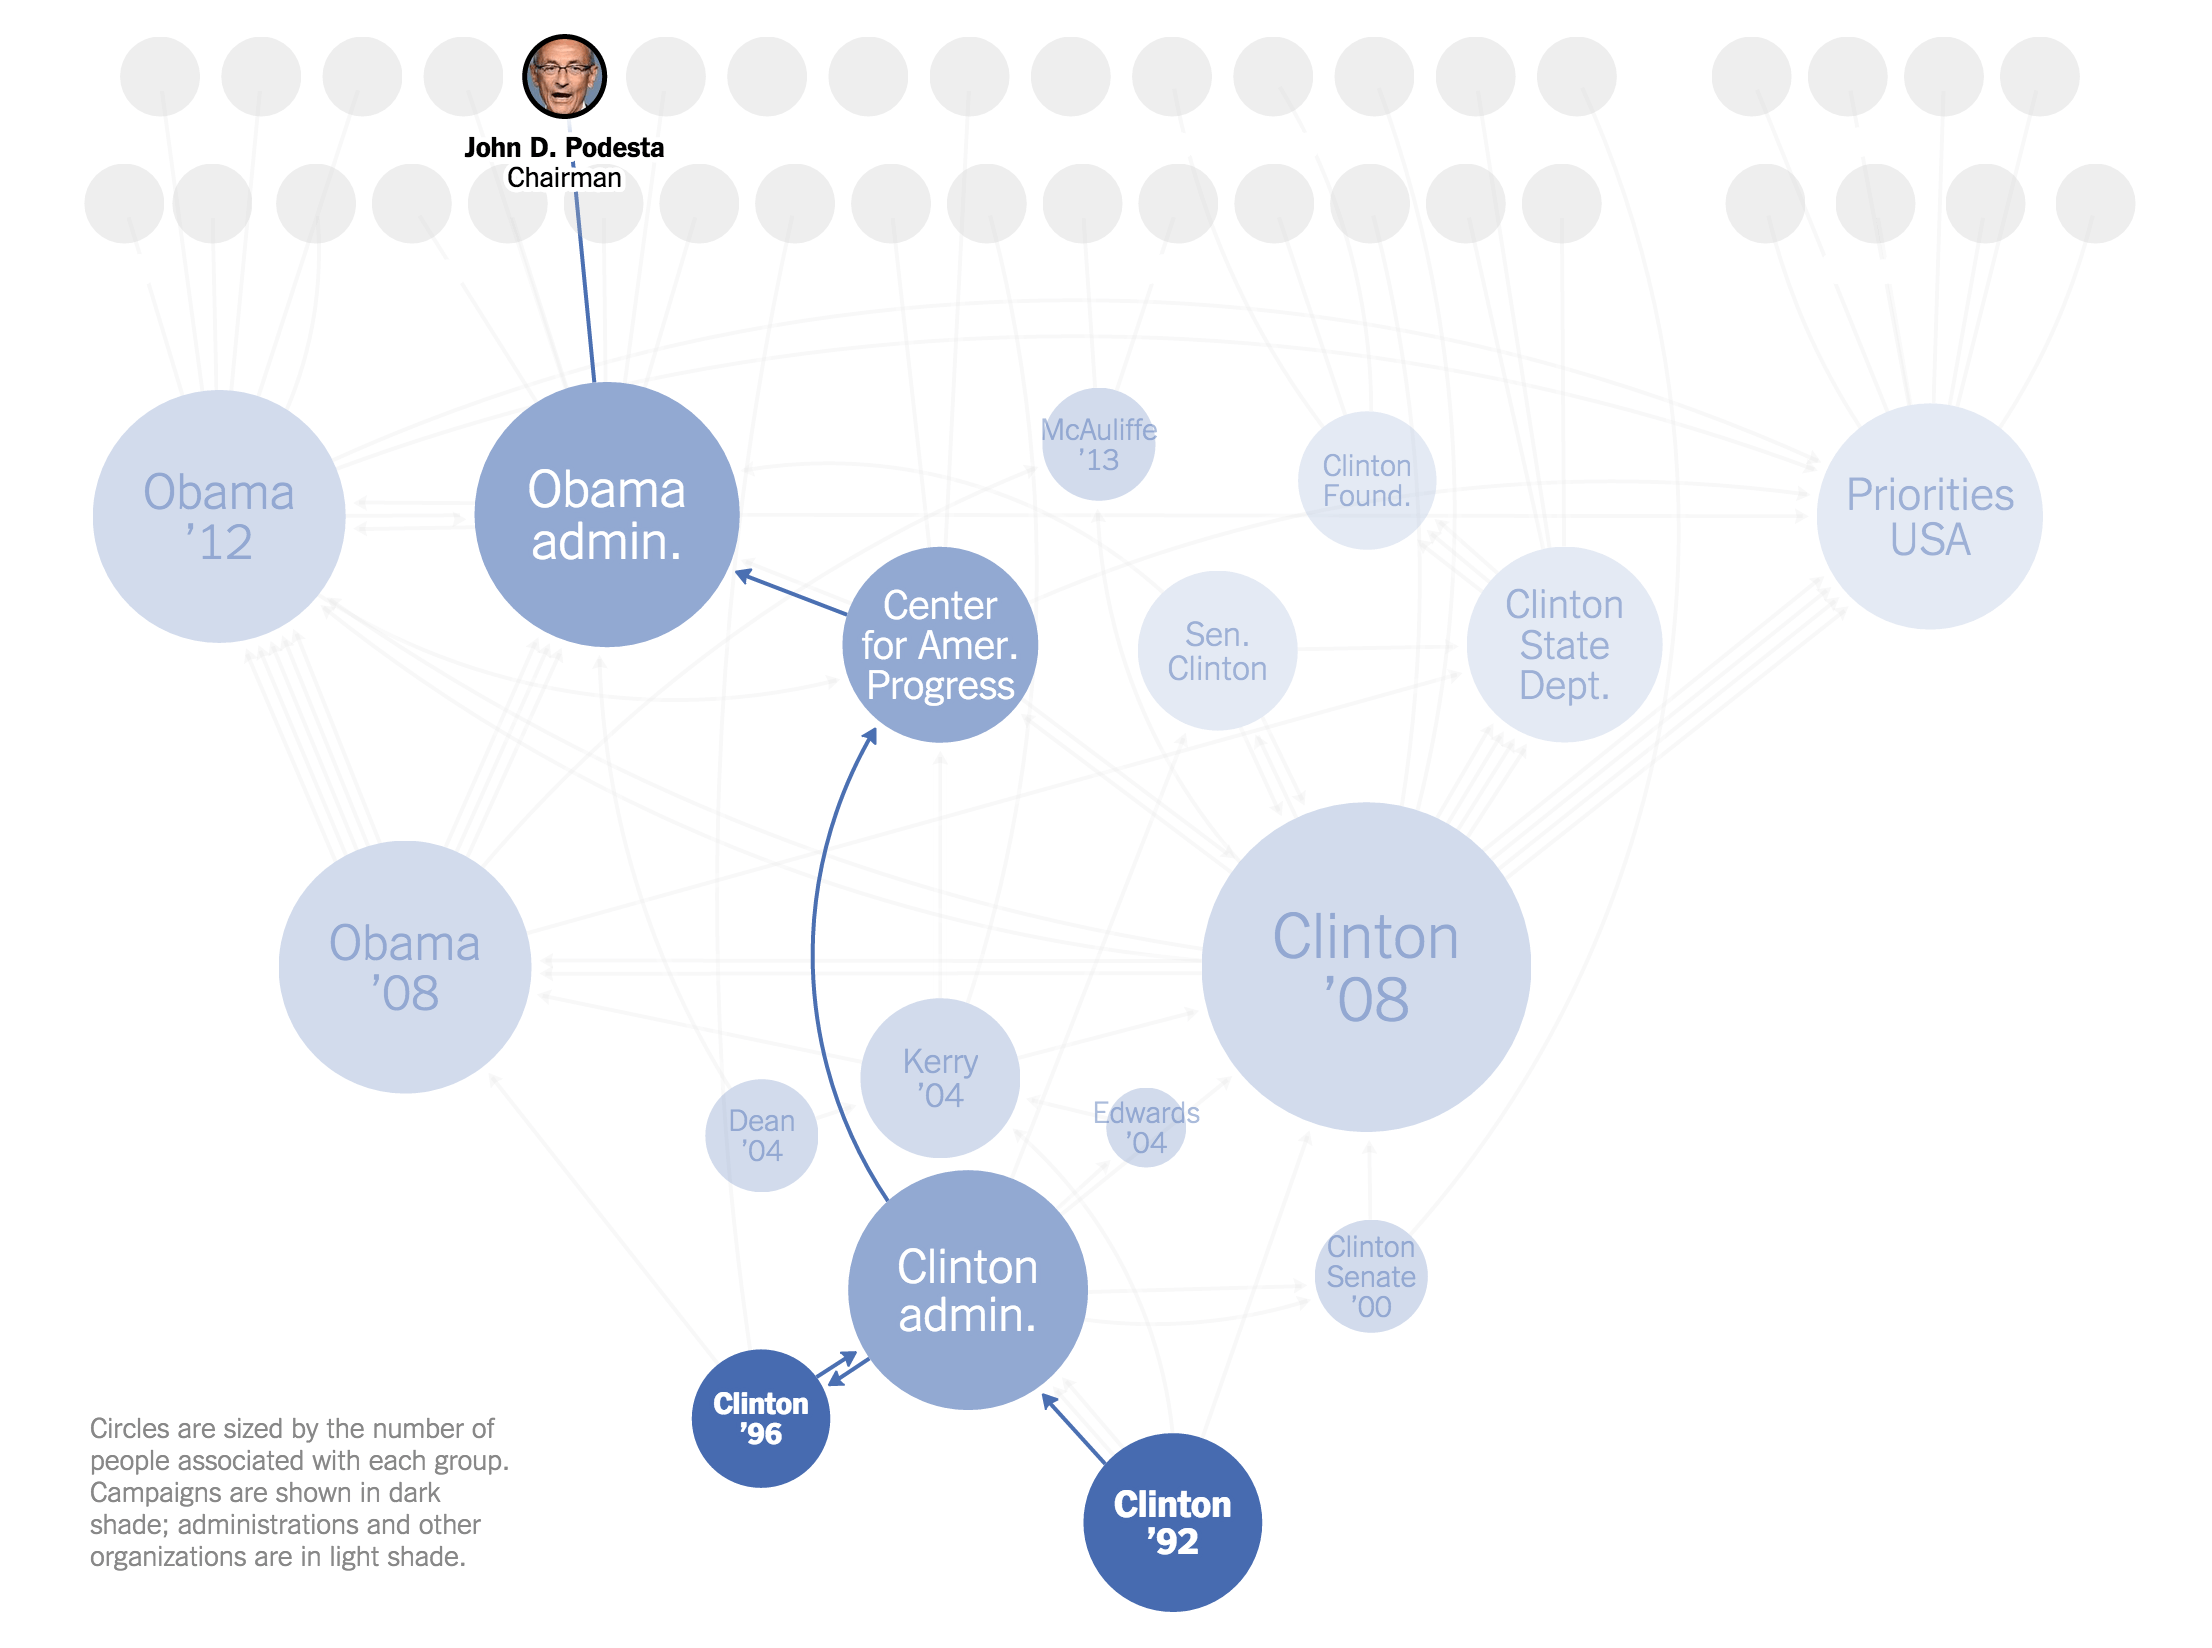 John D. Podesta
Chairman
Obama
’12
Obama
admin.
McAuliffe
’13
Clinton
Found.
Priorities
USA
Center
for Amer.
Progress
Sen.
Clinton
Clinton
State
Dept.
Obama
’08
Clinton
’08
Kerry
’04
Dean
’04
Edwards
’04
Clinton
admin.
Clinton
Senate
’00
Clinton
’96
Clinton
’92
Circles are sized by the number of
people associated with each group.
Campaigns are shown in dark
shade; administrations and other
organizations are in light shade.